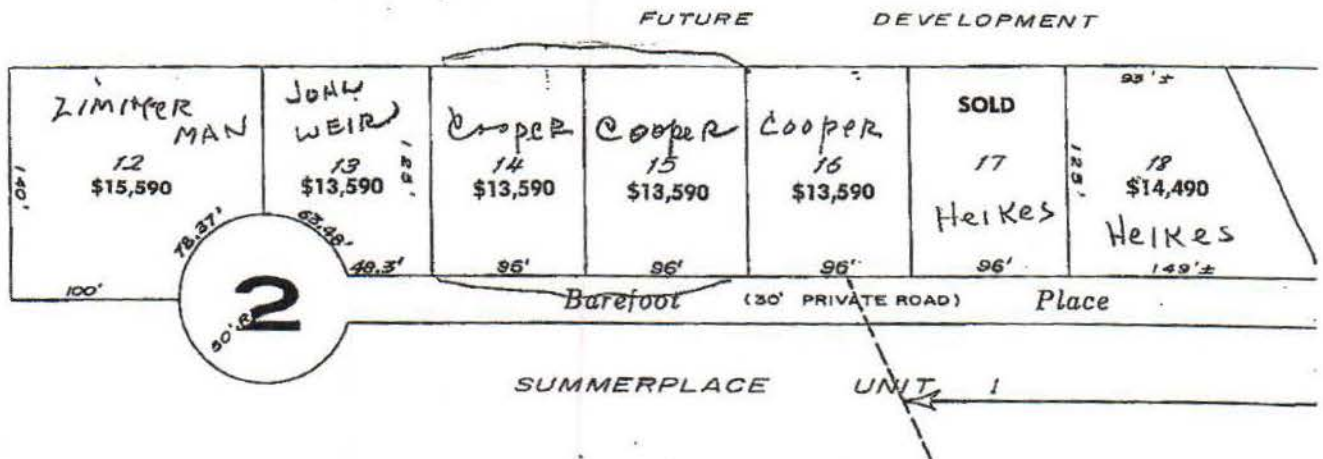 FUTURE DEVELOPMENT
93'±
ZIMMER
MAN
12
$15,590
140'
78.37'
100'
JOHN
WEIR
13
$13,590
125'
63.48'
48.3'
Cooper
14
$13,590
96'
Cooper
15
$13,590
96'
Cooper
16
$13,590
96'
SOLD
17
Heikes
96'
125'
18
$14,490
Heikes
149'±
2
50' R
Barefoot (30' PRIVATE ROAD) Place
SUMMERPLACE UNIT 1